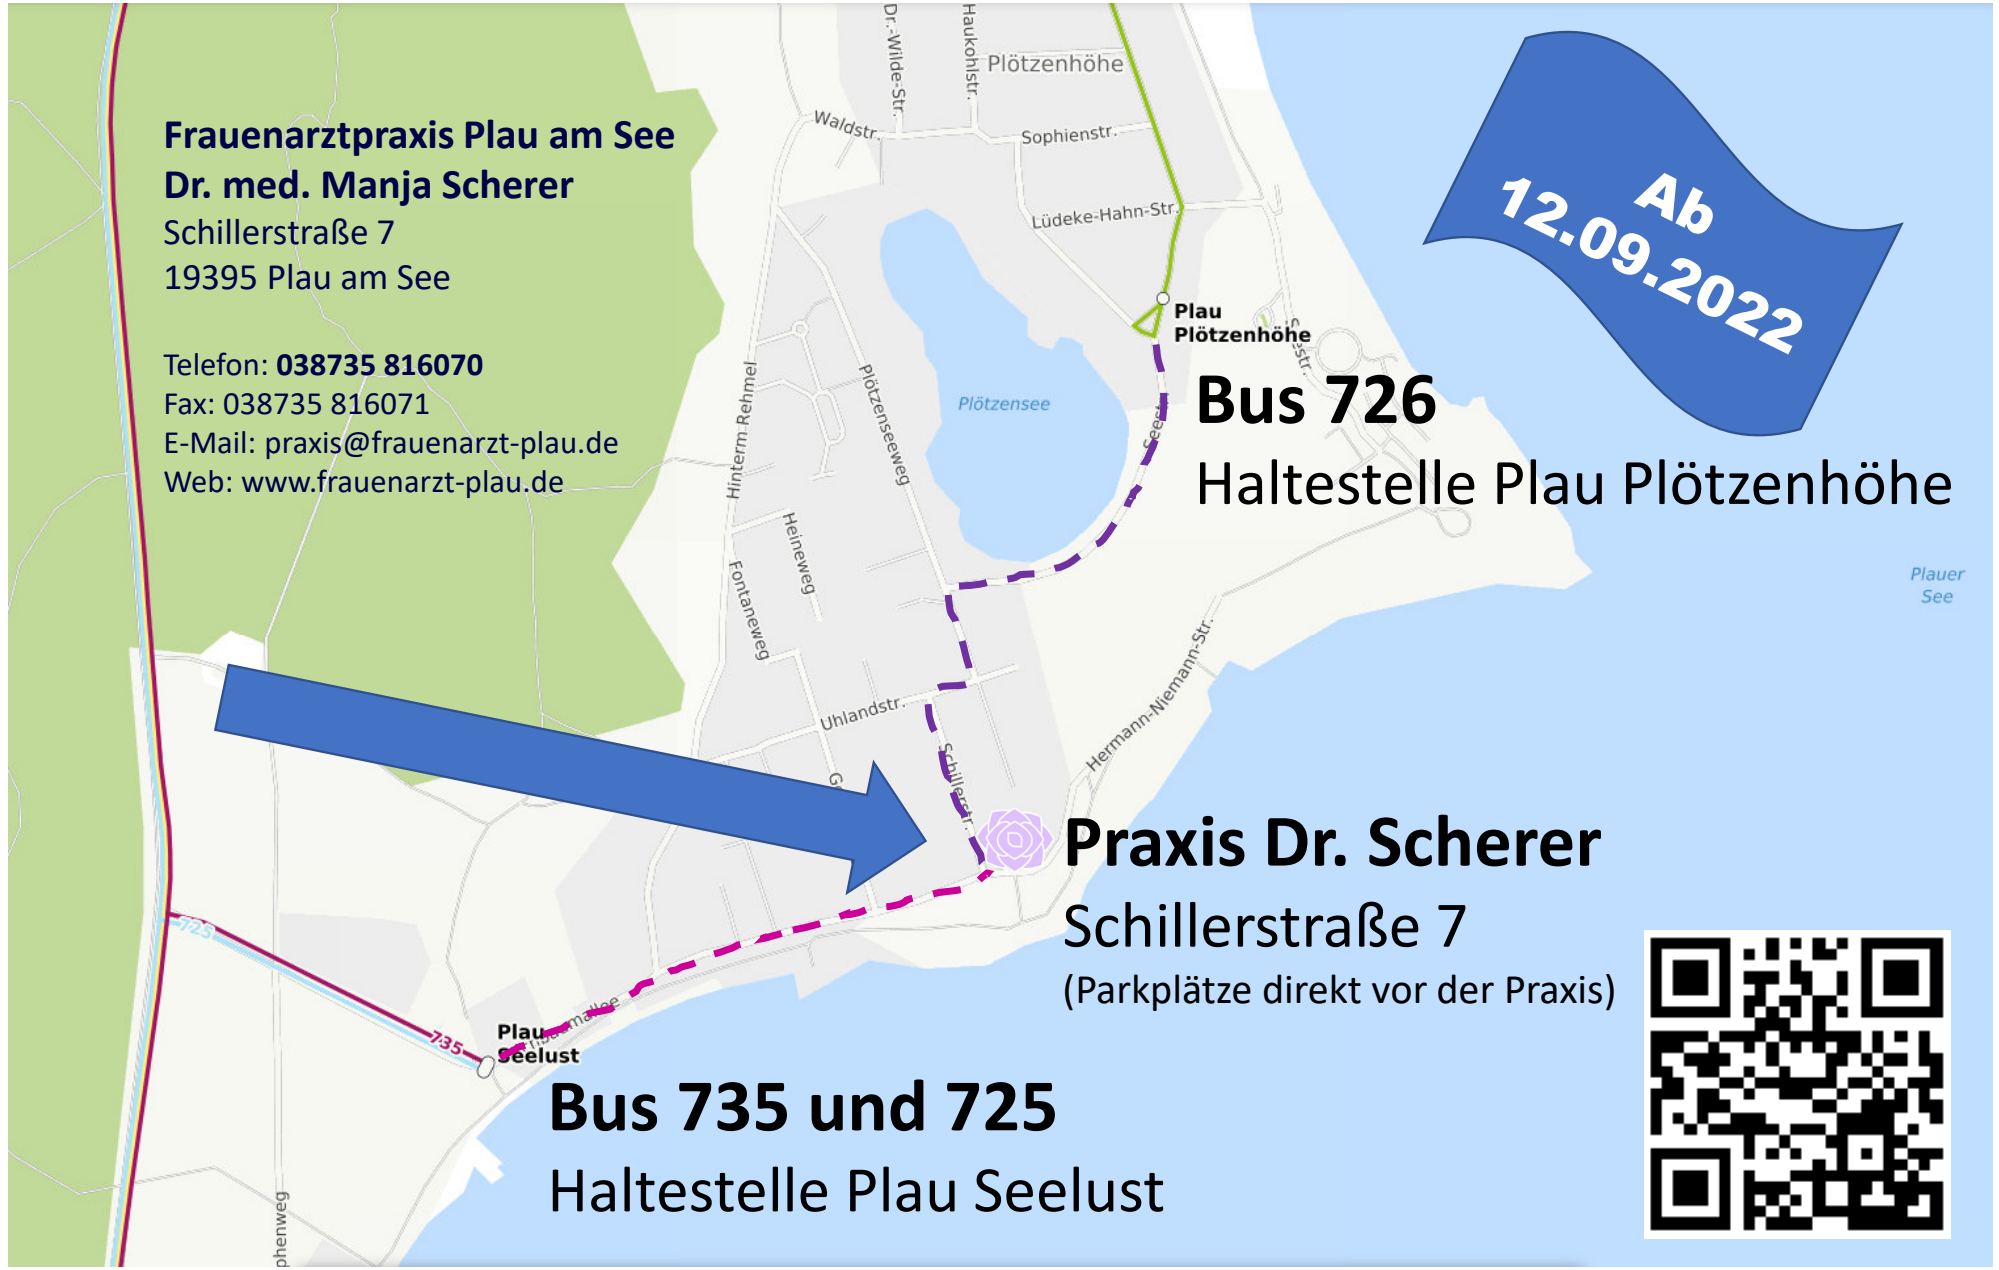 Frauenarztpraxis Plau am See
Dr. med. Manja Scherer
Schillerstraße 7
19395 Plau am See
Telefon: 038735 816070
Fax: 038735 816071
E-Mail: praxis@frauenarzt-plau.de
Web: www.frauenarzt-plau.de
Ab
12.09.2022
Dr.-Wilde-Str.
Haukohlstr.
Plötzenhöhe
Waldstr.
Sophienstr.
Lüdeke-Hahn-Str.
Plau
Plötzenhöhe
Bus 726
Haltestelle Plau Plötzenhöhe
Hinterm Rehmel
Plötzenseeweg
Plötzensee
Seestr.
Seestr.
Heineweg
Fontaneweg
Plauer
See
Uhlandstr.
Schillerstr.
Hermann-Niemann-Str.
Praxis Dr. Scherer
Schillerstraße 7
(Parkplätze direkt vor der Praxis)
725
735
Plau
Seelust
Bus 735 und 725
Haltestelle Plau Seelust
phenweg